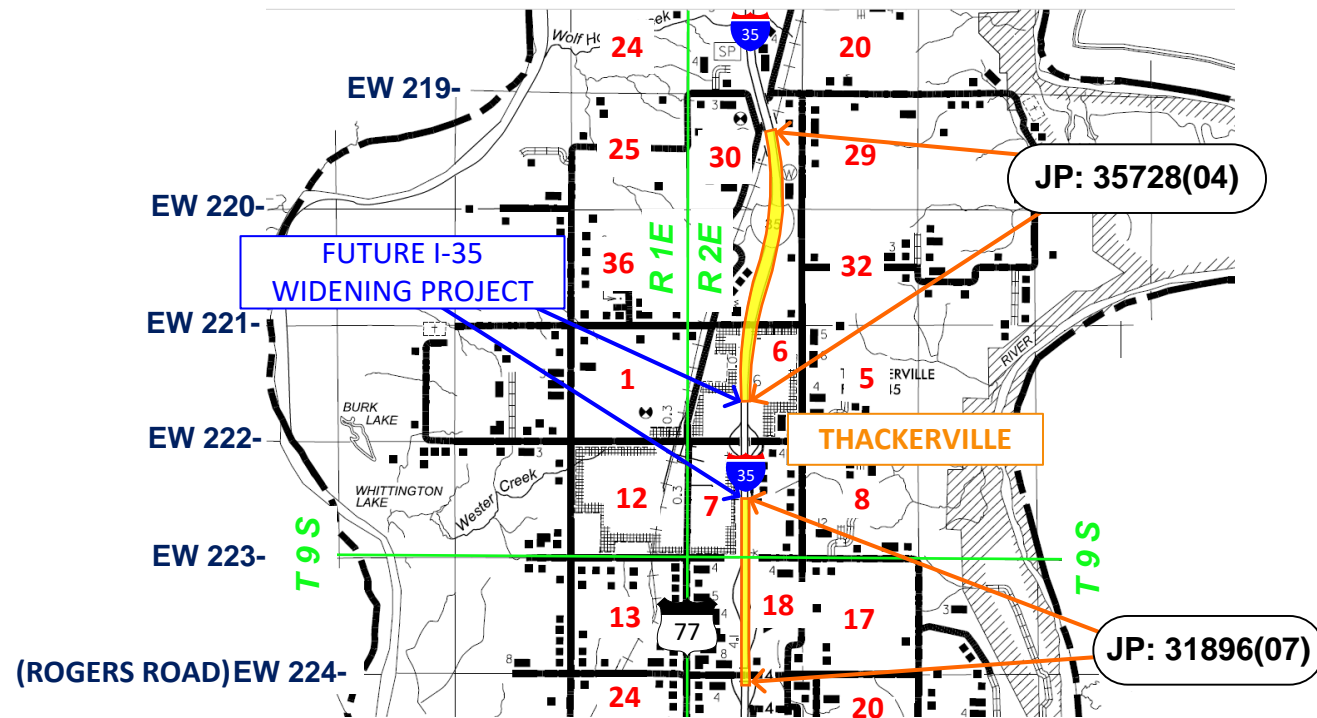 24
Wolf
Creek
35
SP
20
EW 219-
25
30
29
JP: 35728(04)
EW 220-
W
35
FUTURE I-35
WIDENING PROJECT
36
R 1E
R 2E
32
EW 221-
6
1
5
RIVER
BURK
LAKE
THACKERVILLE
EW 222-
35
WHITTINGTON
LAKE
Wester Creek
12
7
8
EW 223-
T 9 S
T 9 S
13
77
18
17
JP: 31896(07)
(ROGERS ROAD) EW 224-
24
20